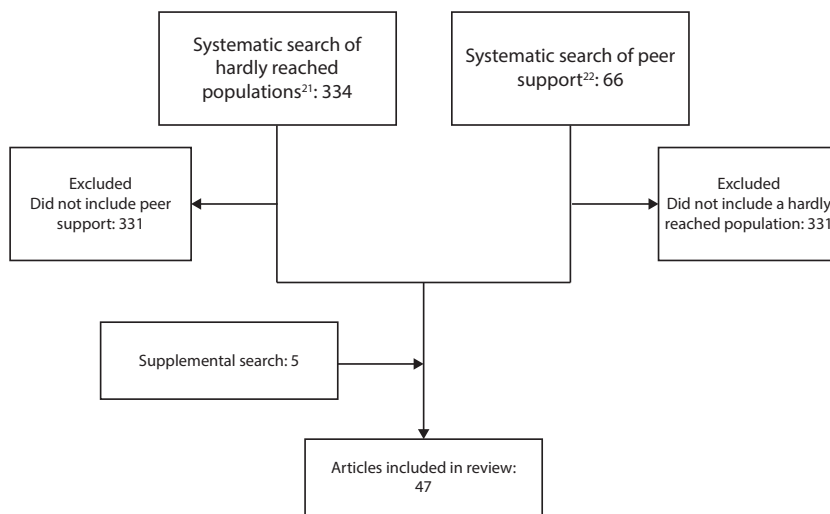 Systematic search of
hardly reached
populations²¹: 334
Systematic search of peer
support²²: 66
Excluded
Did not include peer
support: 331
Excluded
Did not include a hardly
reached population: 331
Supplemental search: 5
Articles included in review:
47